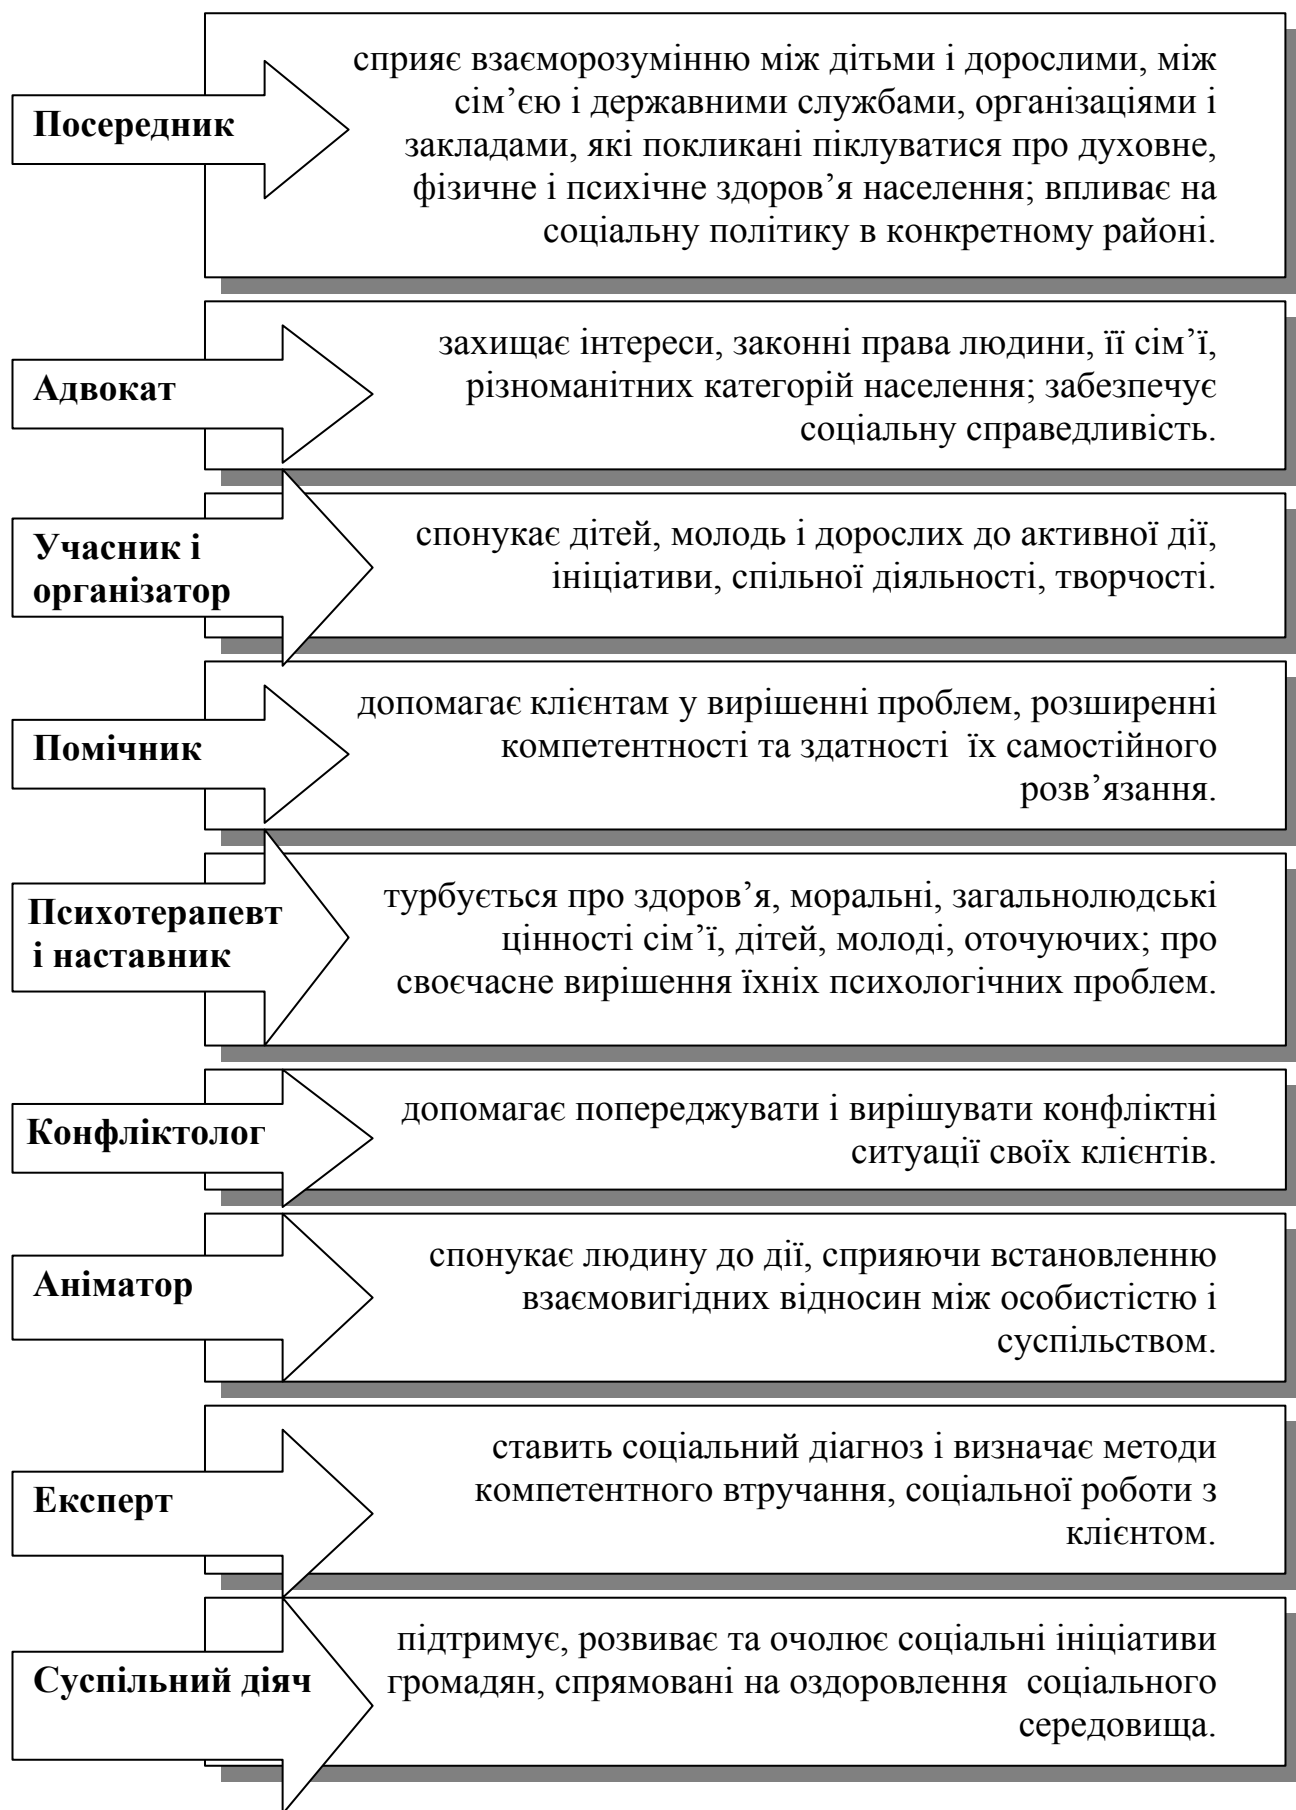 Посередник
сприяє взаєморозумінню між дітьми і дорослими, між
сім’єю і державними службами, організаціями і
закладами, які покликані піклуватися про духовне,
фізичне і психічне здоров’я населення; впливає на
соціальну політику в конкретному районі.
Адвокат
захищає інтереси, законні права людини, її сім’ї,
різноманітних категорій населення; забезпечує
соціальну справедливість.
Учасник і
організатор
спонукає дітей, молодь і дорослих до активної дії,
ініціативи, спільної діяльності, творчості.
Помічник
допомагає клієнтам у вирішенні проблем, розширенні
компетентності та здатності  їх самостійного
розв’язання.
Психотерапевт
і наставник
турбується про здоров’я, моральні, загальнолюдські
цінності сім’ї, дітей, молоді, оточуючих; про
своєчасне вирішення їхніх психологічних проблем.
Конфліктолог
допомагає попереджувати і вирішувати конфліктні
ситуації своїх клієнтів.
Аніматор
спонукає людину до дії, сприяючи встановленню
взаємовигідних відносин між особистістю і
суспільством.
Експерт
ставить соціальний діагноз і визначає методи
компетентного втручання, соціальної роботи з
клієнтом.
Суспільний діяч
підтримує, розвиває та очолює соціальні ініціативи
громадян, спрямовані на оздоровлення  соціального
середовища.